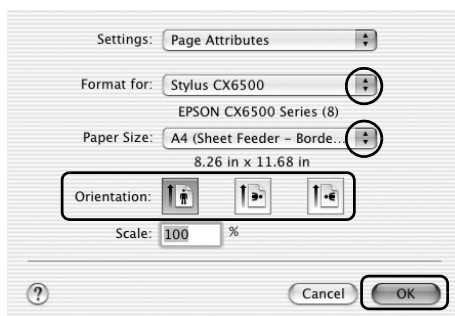 Settings: Page Attributes
Format for: Stylus CX6500
EPSON CX6500 Series (8)
Paper Size: A4 (Sheet Feeder – Borde...
8.26 in x 11.68 in
Orientation:
Scale: 100 %
? Cancel OK